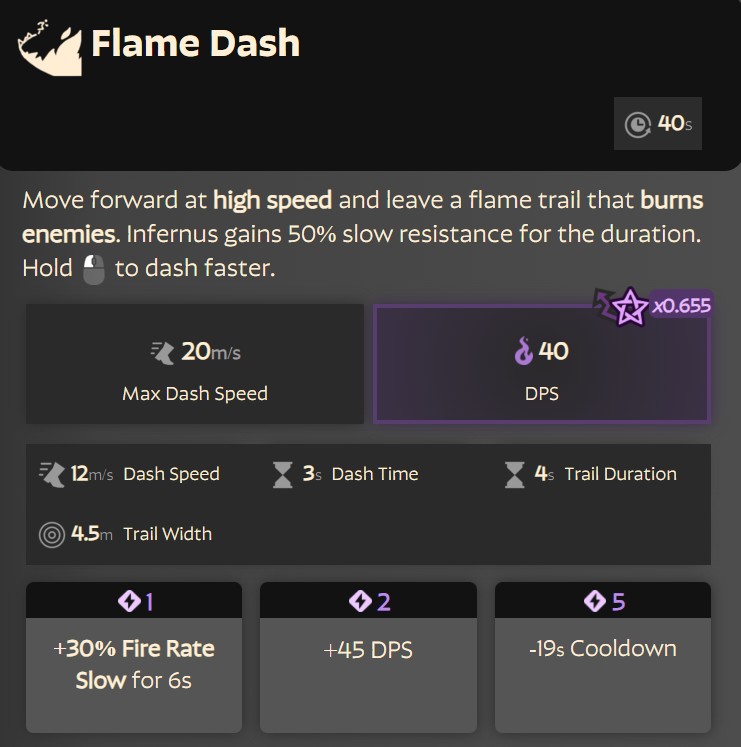 Flame Dash
40s
Move forward at high speed and leave a flame trail that burns
enemies. Infernus gains 50% slow resistance for the duration.
Hold to dash faster.
x0.655
20m/s
Max Dash Speed
40
DPS
12m/s Dash Speed
3s Dash Time
4s Trail Duration
4.5m Trail Width
1
+30% Fire Rate
Slow for 6s
2
+45 DPS
5
-19s Cooldown